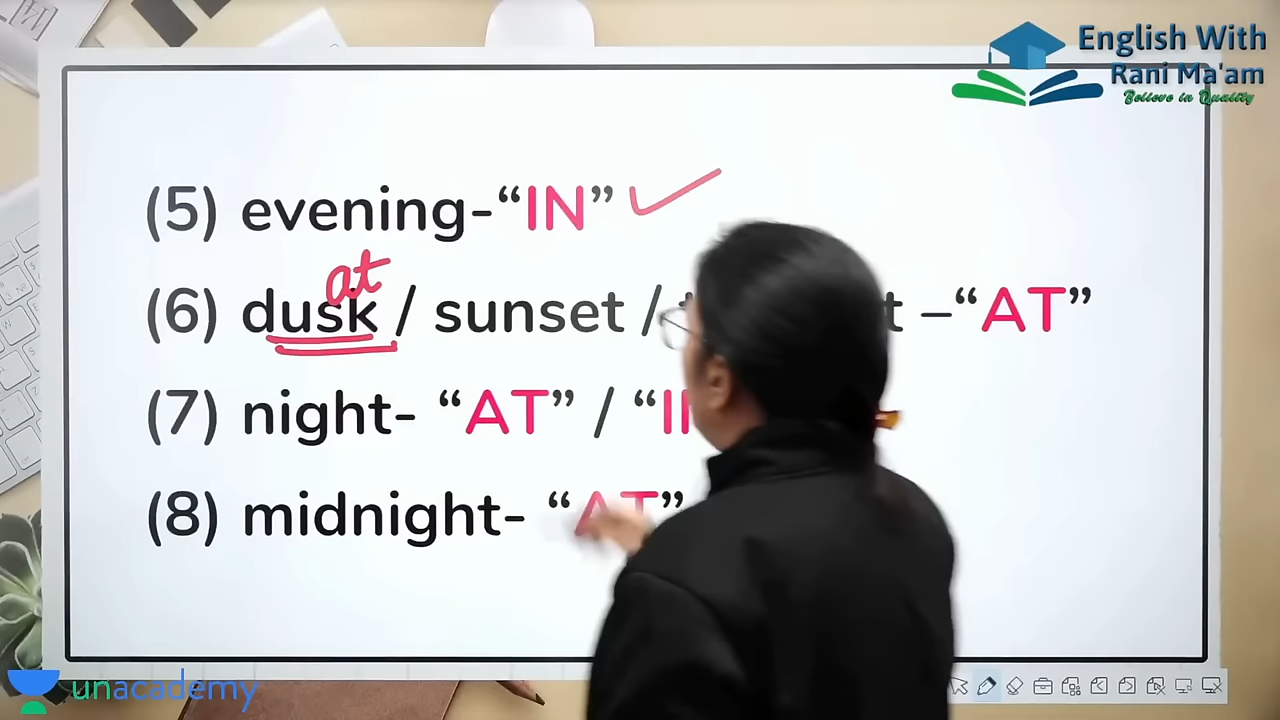 English With
Rani Ma'am
Believe in Quality
(5) evening-“IN”
at
(6) dusk / sunset / –“AT”
(7) night- “AT” / “
(8) midnight- “AT”
unacademy